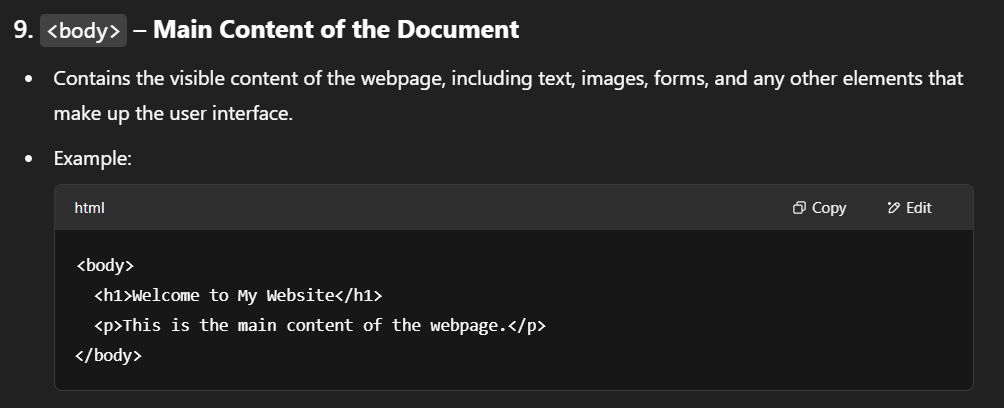 9. <body> – Main Content of the Document
• Contains the visible content of the webpage, including text, images, forms, and any other elements that
make up the user interface.
• Example:
html Copy Edit
<body>
  <h1>Welcome to My Website</h1>
  <p>This is the main content of the webpage.</p>
</body>